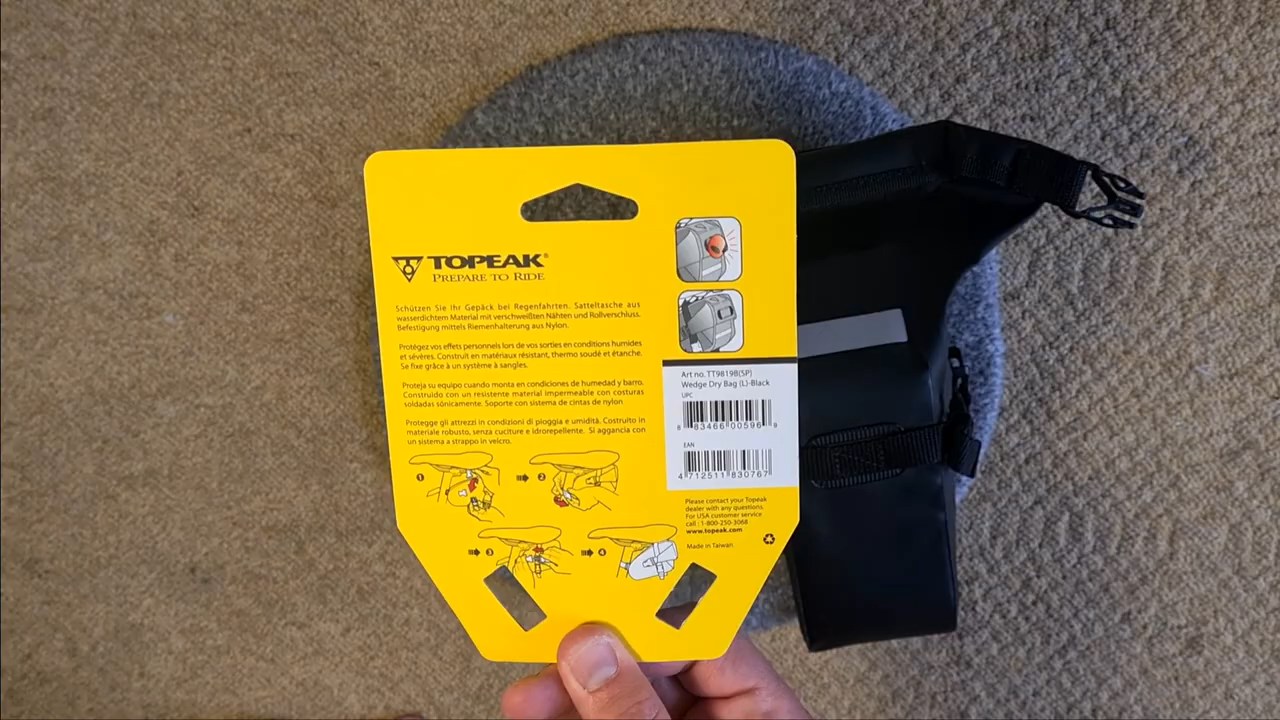 TOPEAK®
PREPARE TO RIDE
Schützen Sie Ihr Gepäck bei Regenfahrten. Satteltasche aus
wasserdichtem Material mit verschweißten Nähten und Rollverschluss.
Befestigung mittels Riemenhalterung aus Nylon.
Protégez vos effets personnels lors de vos sorties en conditions humides
et sévères. Construit en matériaux résistant, thermo soudé et étanche.
Se fixe grâce à un système à sangles.
Proteja su equipo cuando monta en condiciones de humedad y barro.
Construido con un resistente material impermeable con costuras
soldadas sónicamente. Soporte con sistema de cintas de nylon
Protegge gli attrezzi in condizioni di pioggia e umidità. Costruito in
materiale robusto, senza cuciture e idrorepellente. Si aggancia con
un sistema a strappo in velcro.
1
2
3
4
Art no. TT9819B(SP)
Wedge Dry Bag (L)-Black
UPC
8 83466 00596 9
EAN
4 712511 830767
Please contact your Topeak
dealer with any questions.
For USA customer service
call : 1-800-250-3068
www.topeak.com
Made in Taiwan